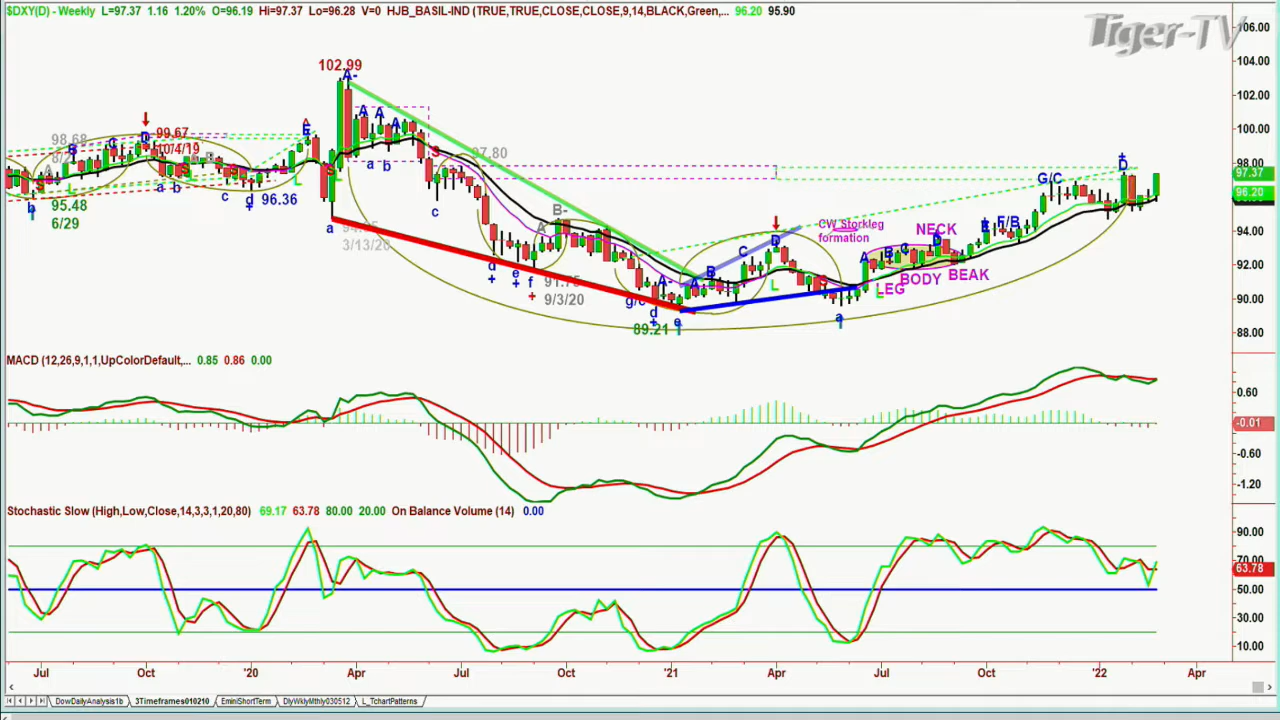 $DXY(D) - Weekly L=97.37 1.16 1.20% O=96.19 Hi=97.37 Lo=96.28 V=0 HJB_BASIL-IND (TRUE,TRUE,CLOSE,CLOSE,9,14,BLACK,Green,... 96.20 95.90
Tiger-TV
106.00
104.00
102.00
100.00
98.00
97.37
96.20
94.00
92.00
90.00
88.00
102.99
A-
A A A
E
98.68
99.67
10/4/19
97.80
B C D
S
A B
L
a b
c d
96.36
95.48
6/29
b
a b
c
a
3/13/20
B-
A
d e f
91.75
9/3/20
g/c
d
e
89.21
A-
A B C D
L
a
CW Storkleg
formation
NECK
A B C D
LEG
BODY BEAK
L
E F/B
G/C
D
MACD (12,26,9,1,1,UpColorDefault,... 0.85 0.86 0.00
0.60
-0.01
-0.60
-1.20
Stochastic Slow (High,Low,Close,14,3,3,1,20,80) 69.17 63.78 80.00 20.00 On Balance Volume (14) 0.00
90.00
70.00
63.78
50.00
30.00
10.00
Jul Oct '20 Apr Jul Oct '21 Apr Jul Oct '22 Apr
DowDailyAnalysis1b 3Timeframes010210 EminiShortTerm DlyWklyMthly030512 L_TchartPatterns